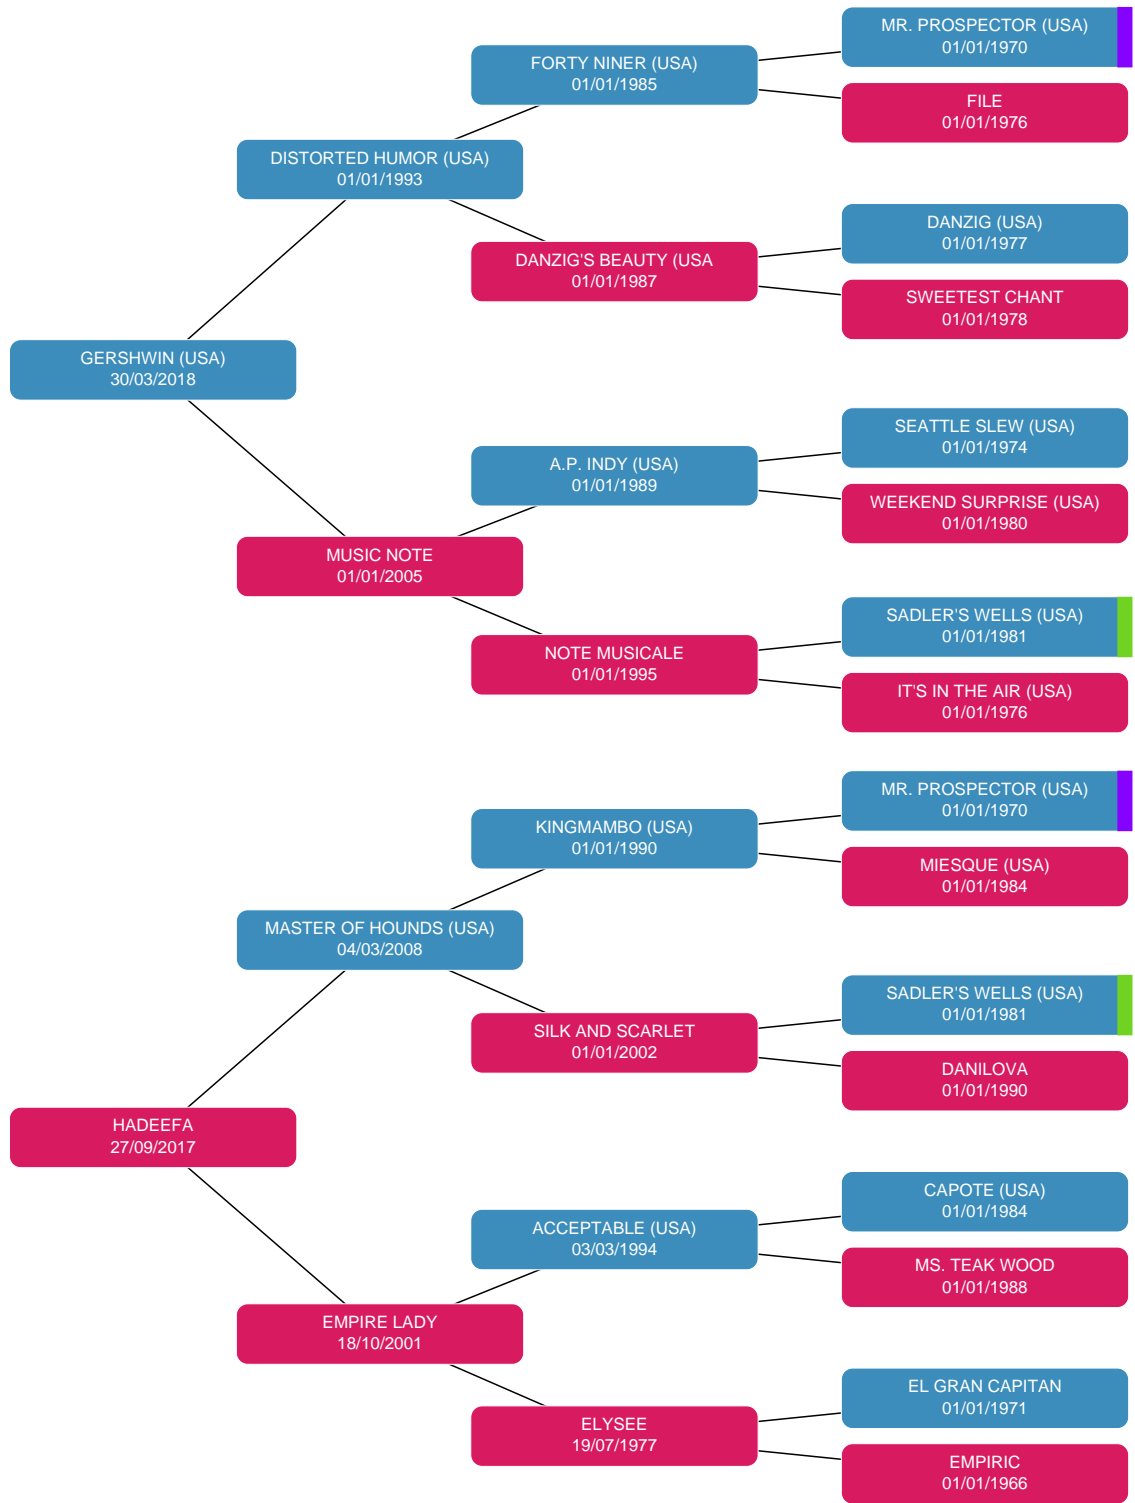 MR. PROSPECTOR (USA)
01/01/1970
FORTY NINER (USA)
01/01/1985
FILE
01/01/1976
DISTORTED HUMOR (USA)
01/01/1993
DANZIG (USA)
01/01/1977
DANZIG'S BEAUTY (USA
01/01/1987
SWEETEST CHANT
01/01/1978
GERSHWIN (USA)
30/03/2018
SEATTLE SLEW (USA)
01/01/1974
A.P. INDY (USA)
01/01/1989
WEEKEND SURPRISE (USA)
01/01/1980
MUSIC NOTE
01/01/2005
SADLER'S WELLS (USA)
01/01/1981
NOTE MUSICALE
01/01/1995
IT'S IN THE AIR (USA)
01/01/1976
MR. PROSPECTOR (USA)
01/01/1970
KINGMAMBO (USA)
01/01/1990
MIESQUE (USA)
01/01/1984
MASTER OF HOUNDS (USA)
04/03/2008
SADLER'S WELLS (USA)
01/01/1981
SILK AND SCARLET
01/01/2002
DANILOVA
01/01/1990
HADEEFA
27/09/2017
CAPOTE (USA)
01/01/1984
ACCEPTABLE (USA)
03/03/1994
MS. TEAK WOOD
01/01/1988
EMPIRE LADY
18/10/2001
EL GRAN CAPITAN
01/01/1971
ELYSEE
19/07/1977
EMPIRIC
01/01/1966